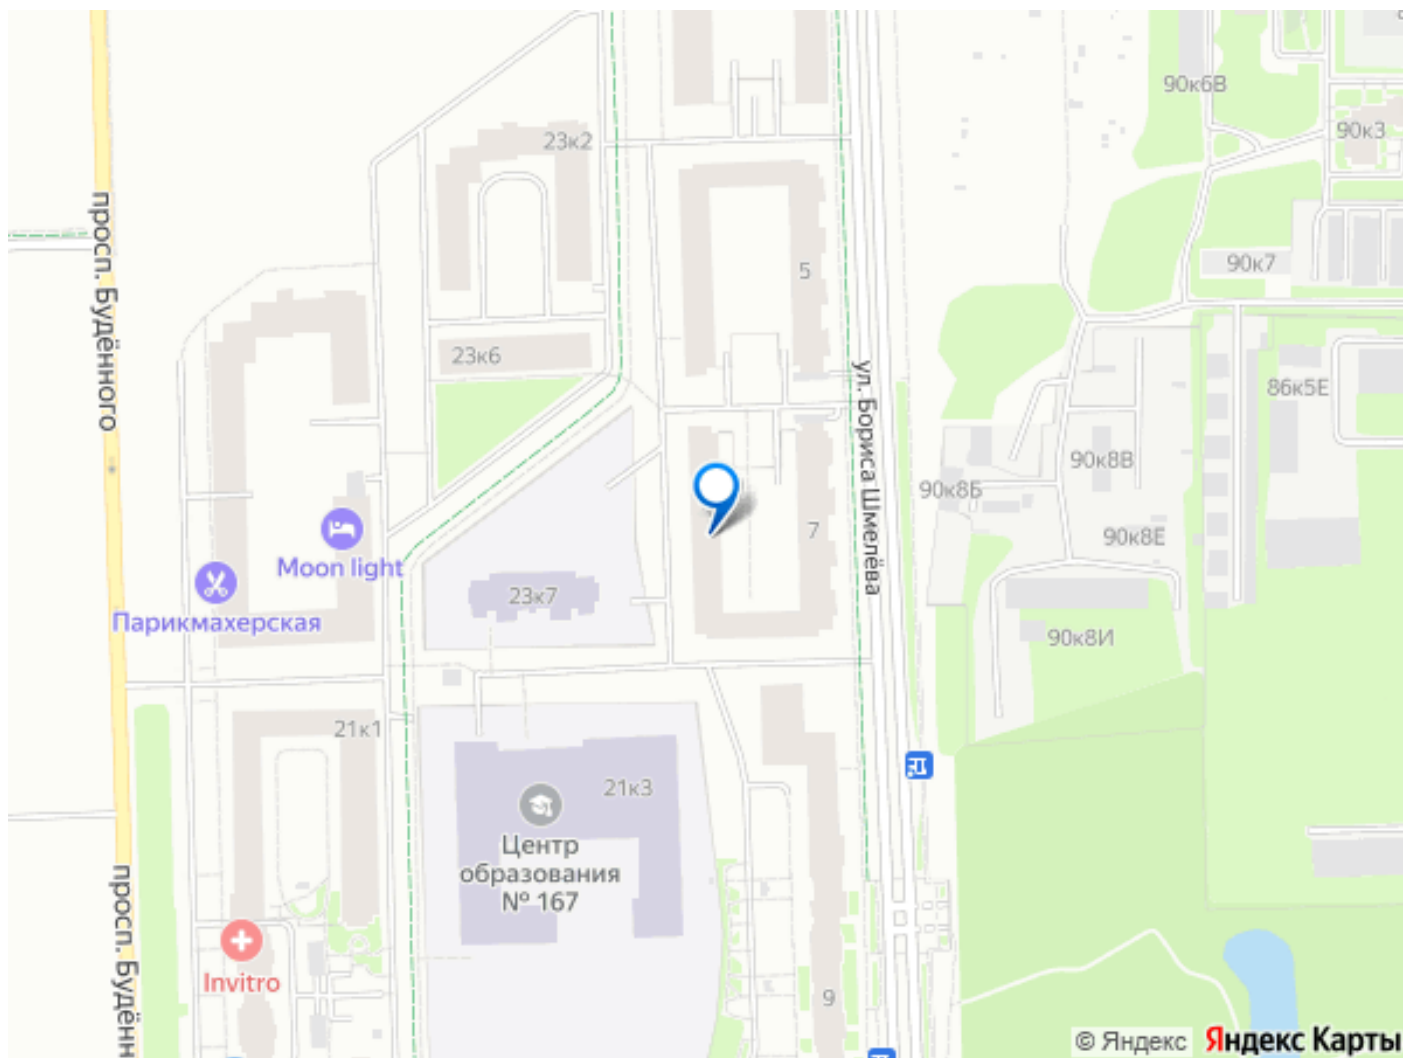 90к6В
90к3
23к2
просп. Будённого
5
90к7
23к6
ул. Бориса Шмелёва
86к5Е
90к8В
90к8Б
7
90к8Е
Moon light
23к7
Парикмахерская
90к8И
21к1
21к3
Центр
образования
№ 167
просп. Будённ
Invitro
9
© Яндекс Яндекс Карты